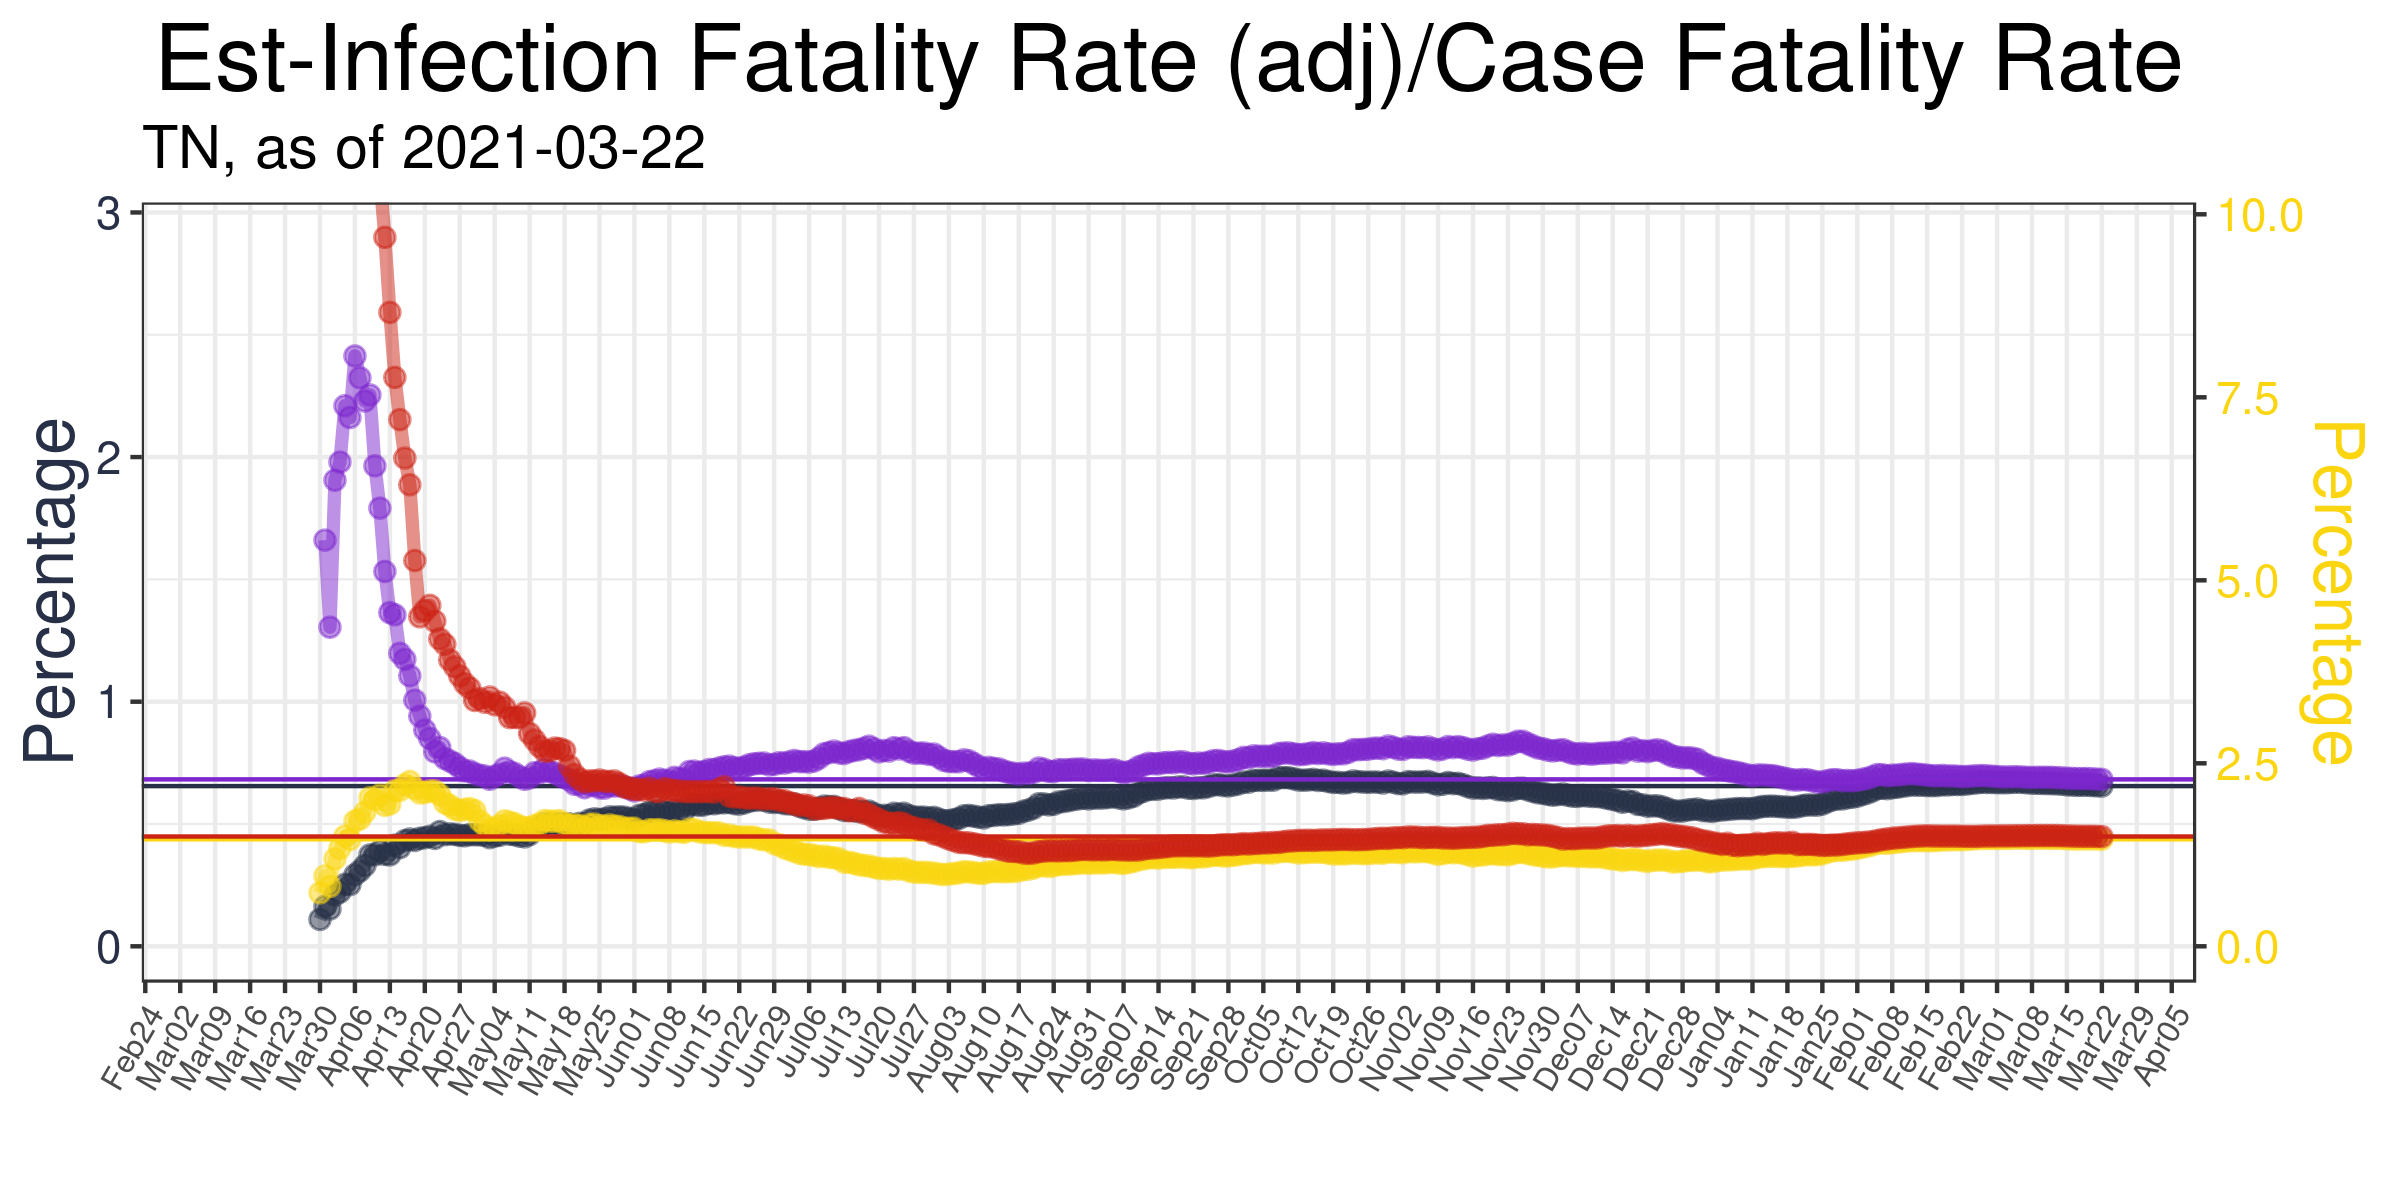 Est-Infection Fatality Rate (adj)/Case Fatality Rate
TN, as of 2021-03-22
Percentage
3
2
1
0
10.0
7.5
5.0
2.5
0.0
Percentage
Feb24
Mar02
Mar09
Mar16
Mar23
Mar30
Apr06
Apr13
Apr20
Apr27
May04
May11
May18
May25
Jun01
Jun08
Jun15
Jun22
Jun29
Jul06
Jul13
Jul20
Jul27
Aug03
Aug10
Aug17
Aug24
Aug31
Sep07
Sep14
Sep21
Sep28
Oct05
Oct12
Oct19
Oct26
Nov02
Nov09
Nov16
Nov23
Nov30
Dec07
Dec14
Dec21
Dec28
Jan04
Jan11
Jan18
Jan25
Feb01
Feb08
Feb15
Feb22
Mar01
Mar08
Mar15
Mar22
Mar29
Apr05